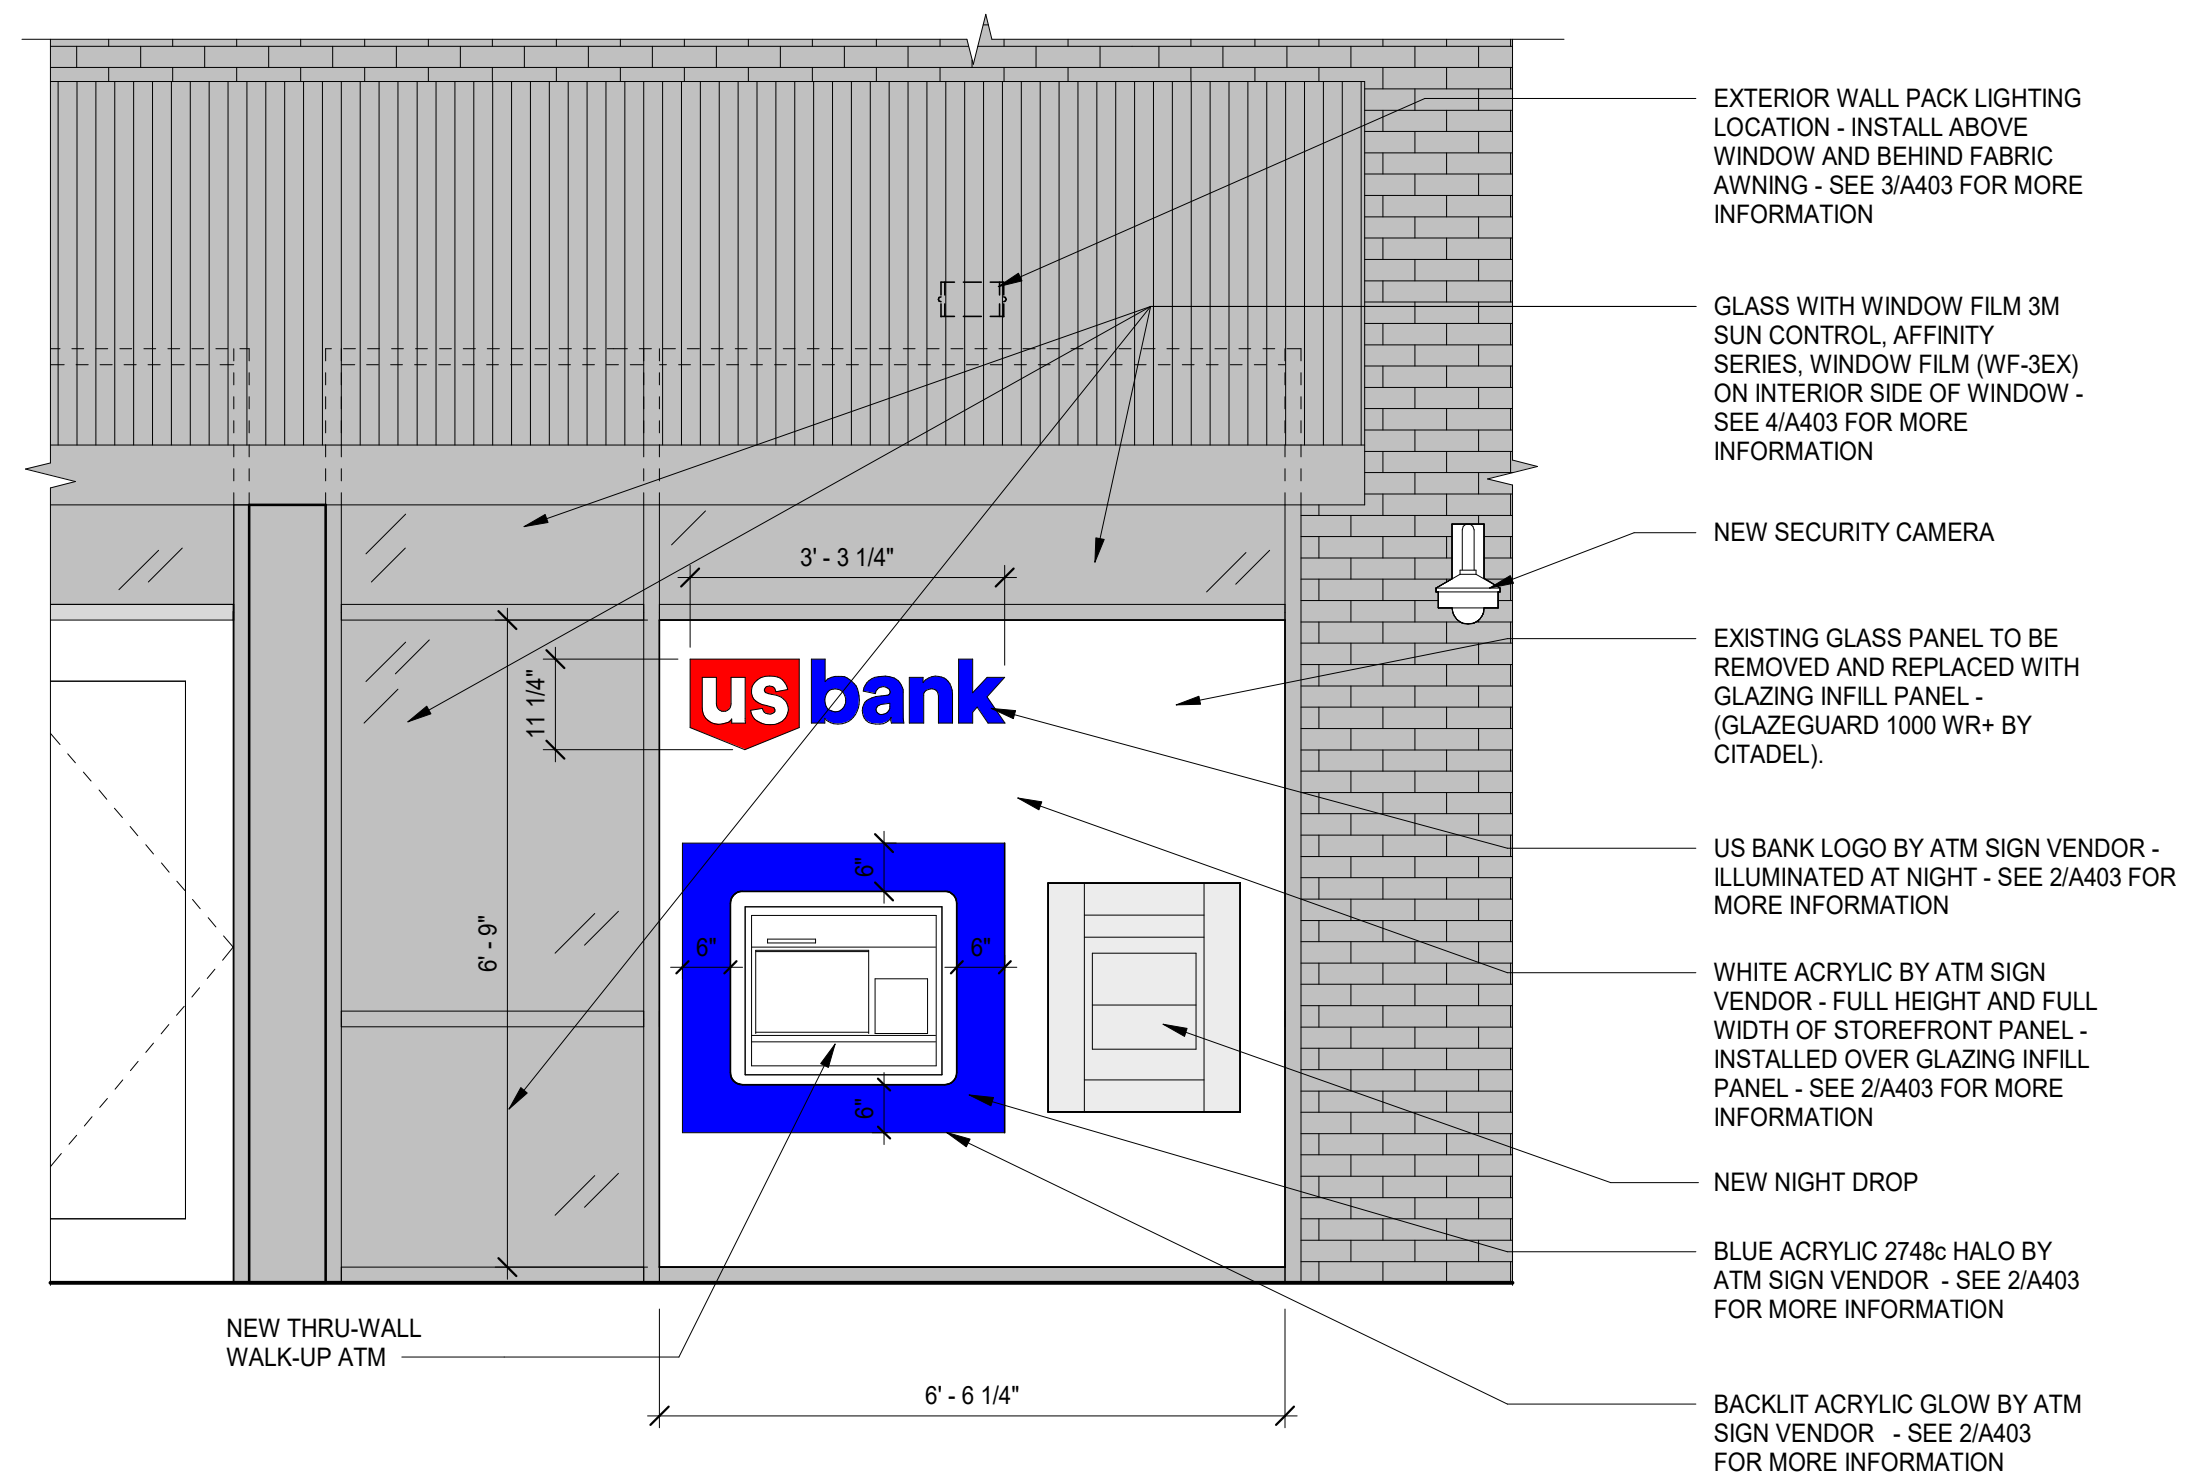 EXTERIOR WALL PACK LIGHTING
LOCATION - INSTALL ABOVE
WINDOW AND BEHIND FABRIC
AWNING - SEE 3/A403 FOR MORE
INFORMATION
GLASS WITH WINDOW FILM 3M
SUN CONTROL, AFFINITY
SERIES, WINDOW FILM (WF-3EX)
ON INTERIOR SIDE OF WINDOW -
SEE 4/A403 FOR MORE
INFORMATION
NEW SECURITY CAMERA
3' - 3 1/4"
EXISTING GLASS PANEL TO BE
REMOVED AND REPLACED WITH
GLAZING INFILL PANEL -
(GLAZEGUARD 1000 WR+ BY
CITADEL).
11 1/4"
us bank
US BANK LOGO BY ATM SIGN VENDOR -
ILLUMINATED AT NIGHT - SEE 2/A403 FOR
MORE INFORMATION
6"
6' - 9"
6"
6"
6"
WHITE ACRYLIC BY ATM SIGN
VENDOR - FULL HEIGHT AND FULL
WIDTH OF STOREFRONT PANEL -
INSTALLED OVER GLAZING INFILL
PANEL - SEE 2/A403 FOR MORE
INFORMATION
NEW NIGHT DROP
BLUE ACRYLIC 2748c HALO BY
ATM SIGN VENDOR - SEE 2/A403
FOR MORE INFORMATION
NEW THRU-WALL
WALK-UP ATM
6' - 6 1/4"
BACKLIT ACRYLIC GLOW BY ATM
SIGN VENDOR - SEE 2/A403
FOR MORE INFORMATION